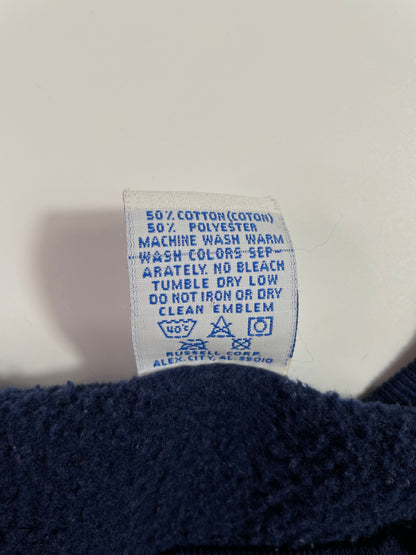 50% COTTON(COTON)
50% POLYESTER
MACHINE WASH WARM
WASH COLORS SEP-
ARATELY. NO BLEACH
TUMBLE DRY LOW
DO NOT IRON OR DRY
CLEAN EMBLEM
40°C
RUSSELL CORP.
ALEX. CITY, AL. 35010